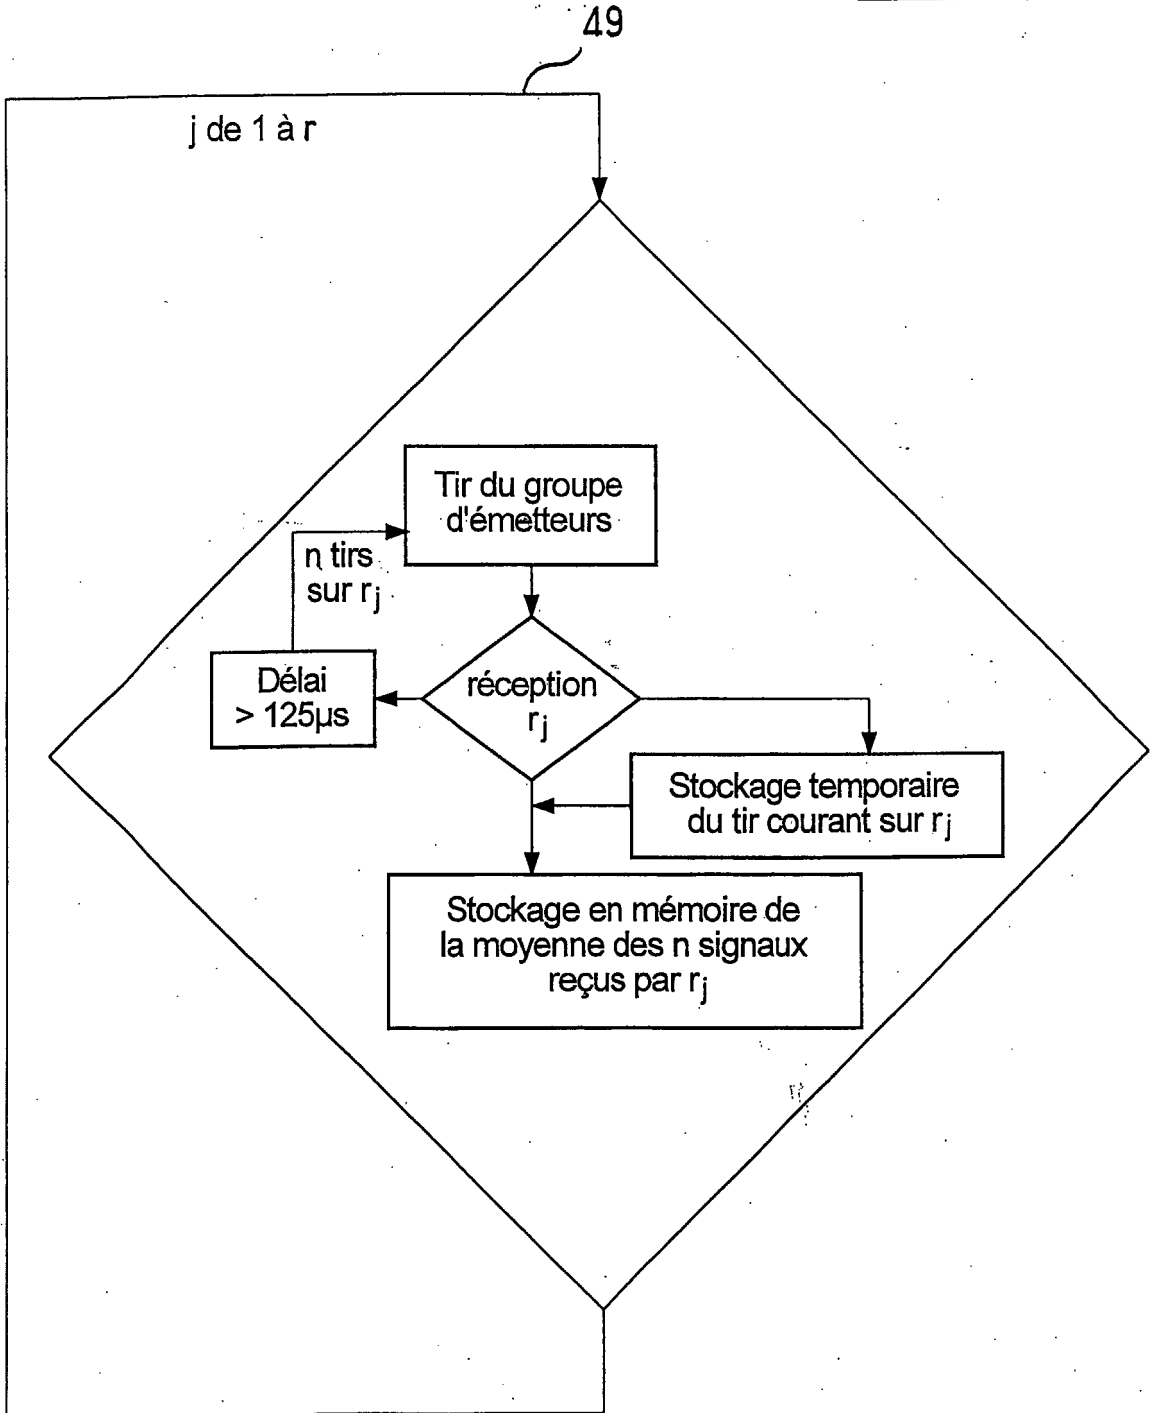 49
j de 1 à r
Tir du groupe
d'émetteurs
n tirs
sur rj
Délai
> 125µs
réception
rj
Stockage temporaire
du tir courant sur rj
Stockage en mémoire de
la moyenne des n signaux
reçus par rj